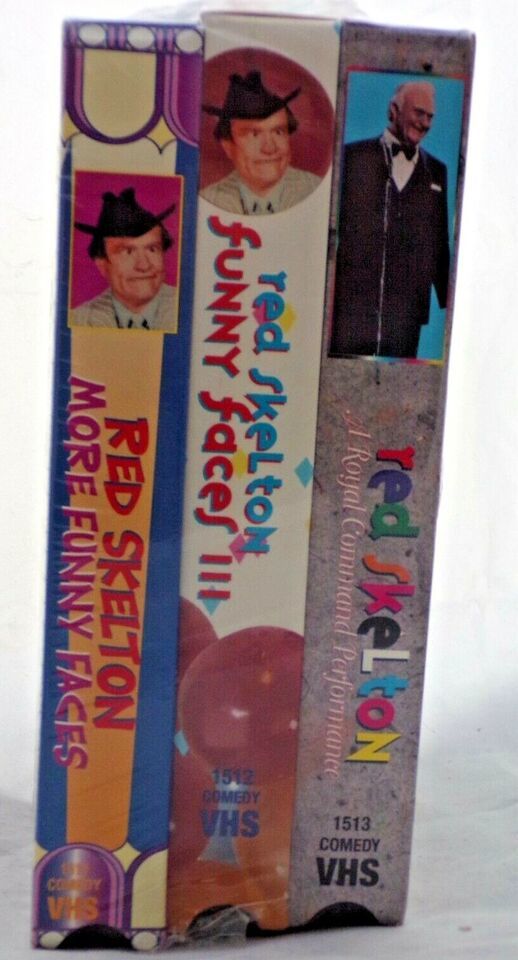 RED SKELTON
MORE FUNNY FACES
COMEDY
VHS
red skelton
funny faces III
1512
COMEDY
VHS
red skelton
A Royal Command Performance
1513
COMEDY
VHS